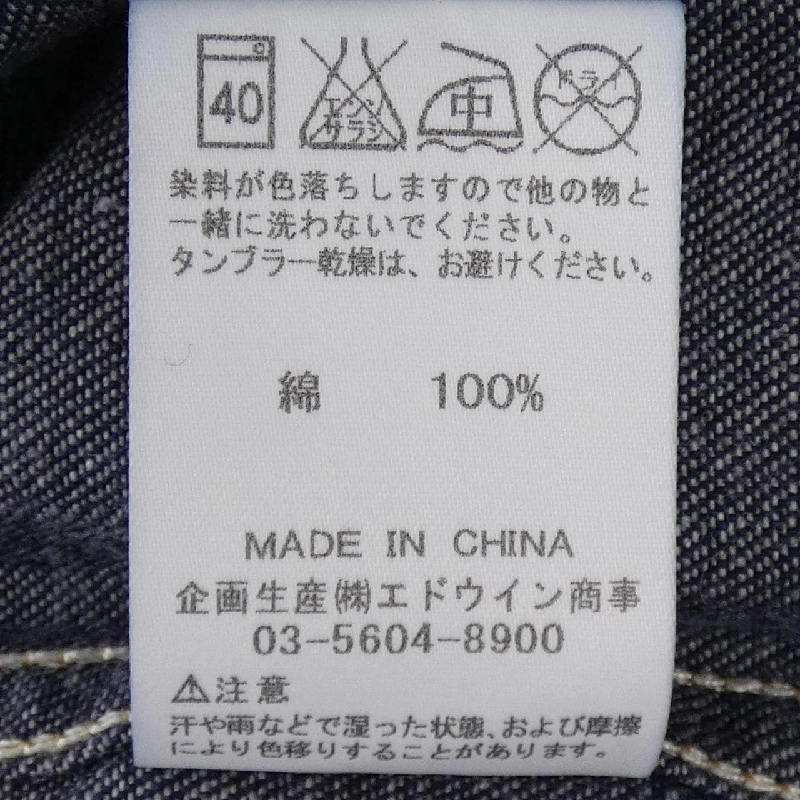 40 エンソ サラシ 中 ドライ
染料が色落ちしますので他の物と
一緒に洗わないでください。
タンブラー乾燥は、お避けください。
綿 100%
MADE IN CHINA
企画生産㈱エドウイン商事
03-5604-8900
⚠注意
汗や雨などで湿った状態、および摩擦
により色移りすることがあります。